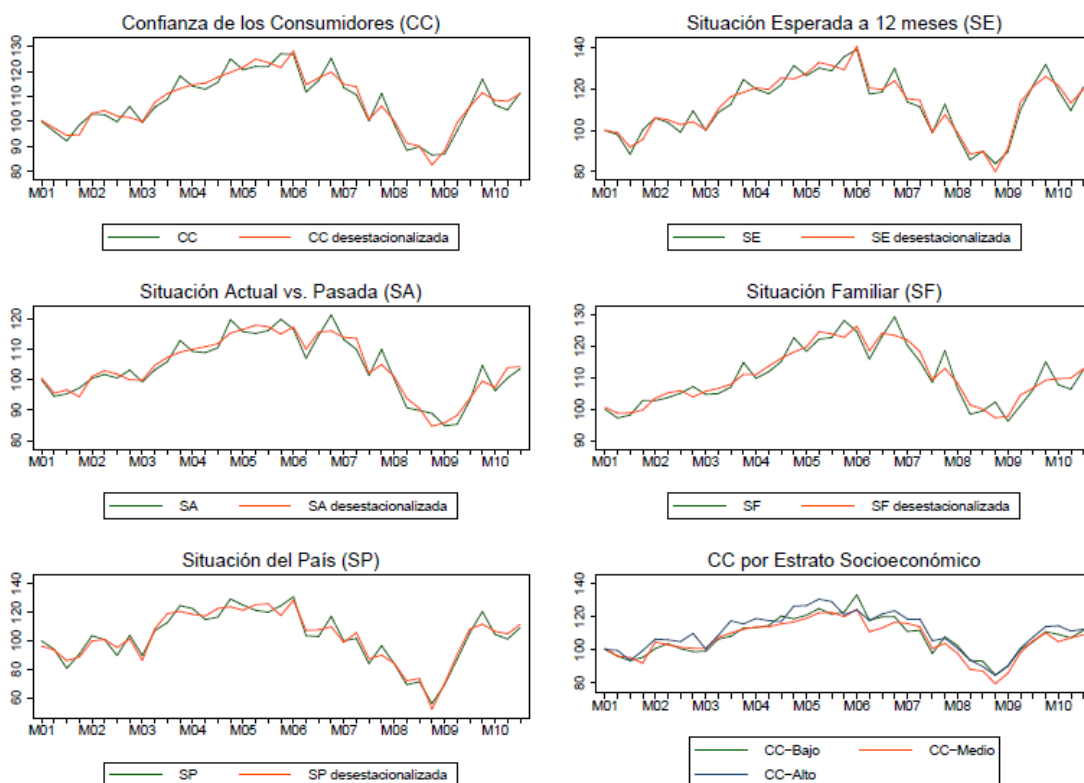 Confianza de los Consumidores (CC)
130
120
110
100
90
80
M01 M02 M03 M04 M05 M06 M07 M08 M09 M10
CC CC desestacionalizada
Situación Esperada a 12 meses (SE)
140
120
100
80
M01 M02 M03 M04 M05 M06 M07 M08 M09 M10
SE SE desestacionalizada
Situación Actual vs. Pasada (SA)
120
110
100
90
80
M01 M02 M03 M04 M05 M06 M07 M08 M09 M10
SA SA desestacionalizada
Situación Familiar (SF)
130
120
110
100
90
M01 M02 M03 M04 M05 M06 M07 M08 M09 M10
SF SF desestacionalizada
Situación del País (SP)
140
120
100
80
60
M01 M02 M03 M04 M05 M06 M07 M08 M09 M10
SP SP desestacionalizada
CC por Estrato Socioeconómico
140
120
100
80
M01 M02 M03 M04 M05 M06 M07 M08 M09 M10
CC−Bajo CC−Medio
CC−Alto